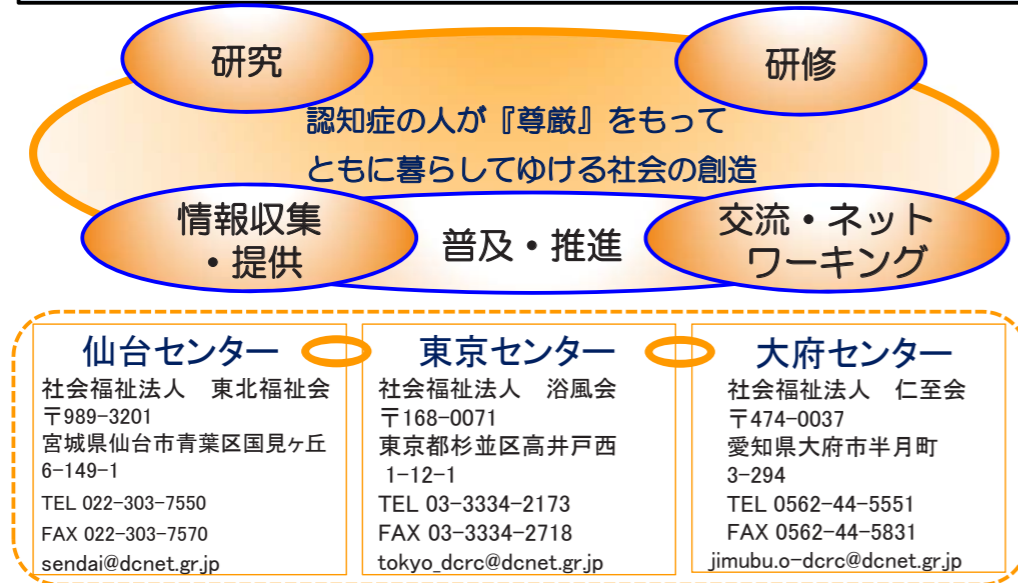 研究
研修
認知症の人が『尊厳』をもって
ともに暮らしてゆける社会の創造
情報収集
・提供
普及・推進
交流・ネット
ワーキング
仙台センター
社会福祉法人　東北福祉会
〒989-3201
宮城県仙台市青葉区国見ヶ丘
6-149-1
TEL 022-303-7550
FAX 022-303-7570
sendai@dcnet.gr.jp
東京センター
社会福祉法人　浴風会
〒168-0071
東京都杉並区高井戸西
1-12-1
TEL 03-3334-2173
FAX 03-3334-2718
tokyo_dcrc@dcnet.gr.jp
大府センター
社会福祉法人　仁至会
〒474-0037
愛知県大府市半月町
3-294
TEL 0562-44-5551
FAX 0562-44-5831
jimubu.o-dcrc@dcnet.gr.jp